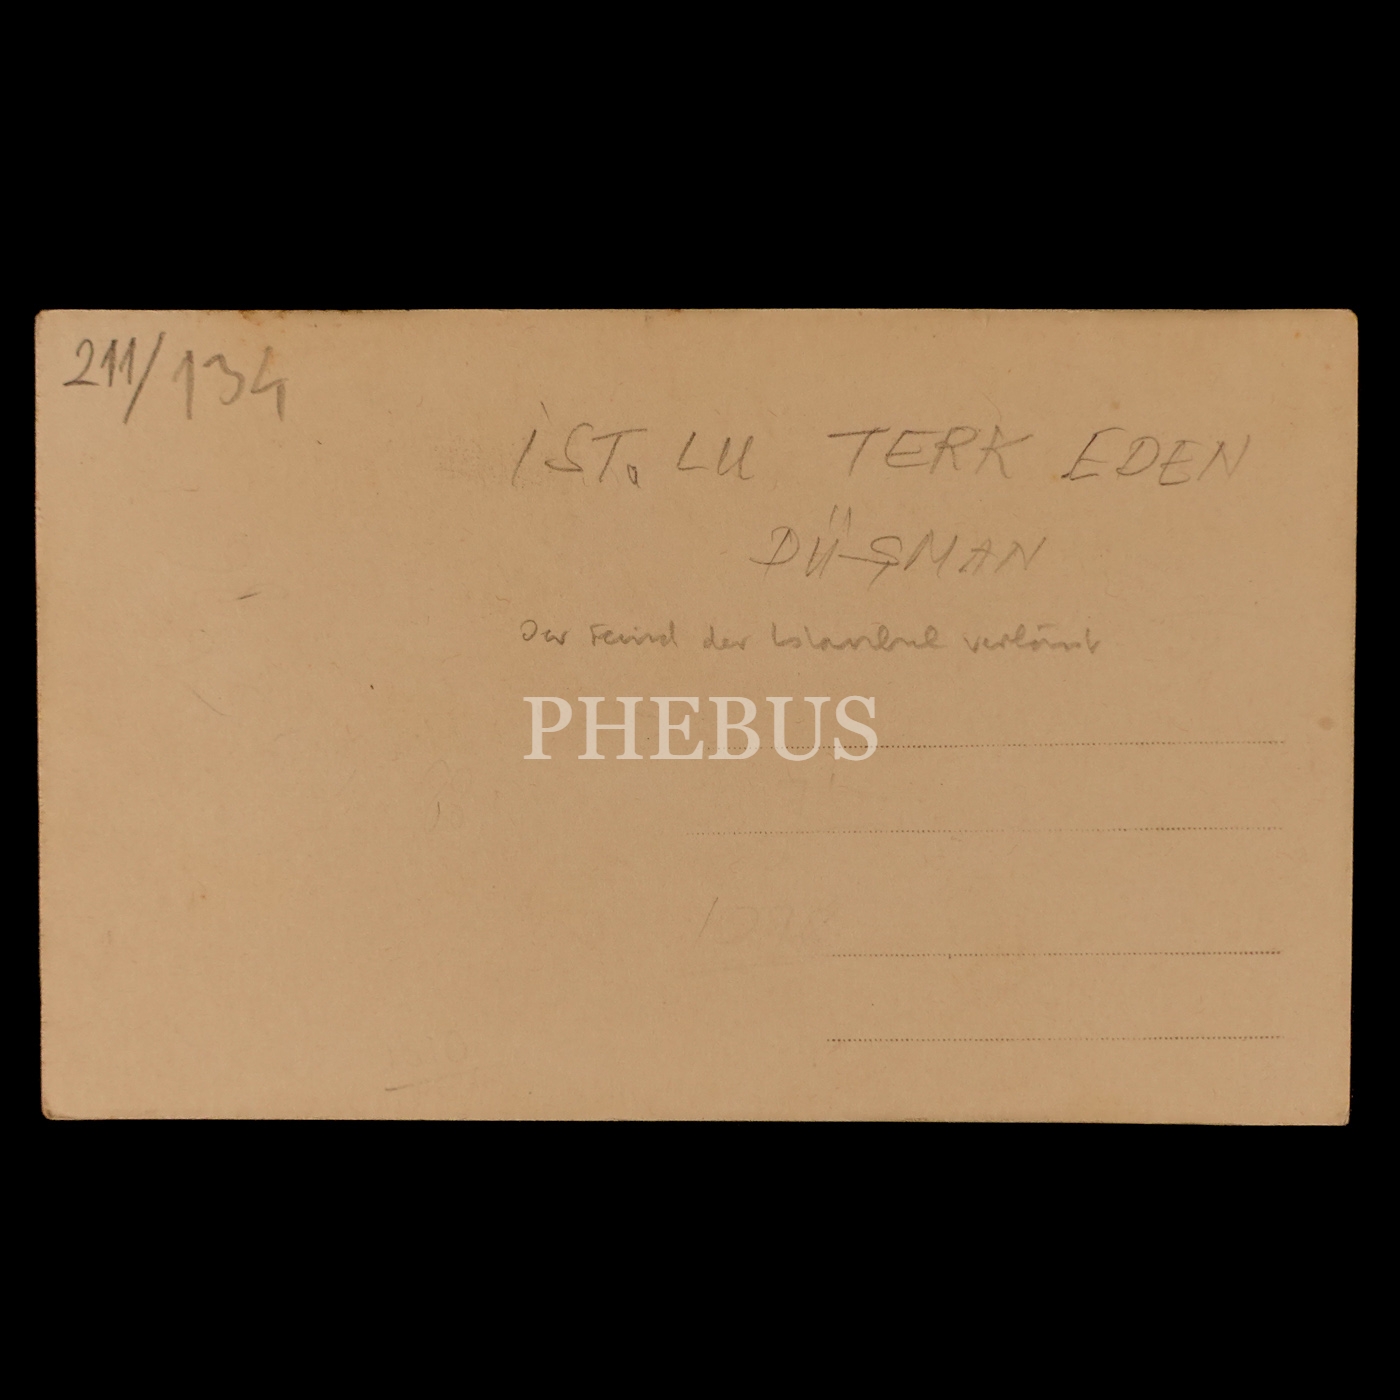 211/134
İST. LU TERK EDEN
DÜŞMAN
Der Feind der Istanbul verlässt
PHEBUS